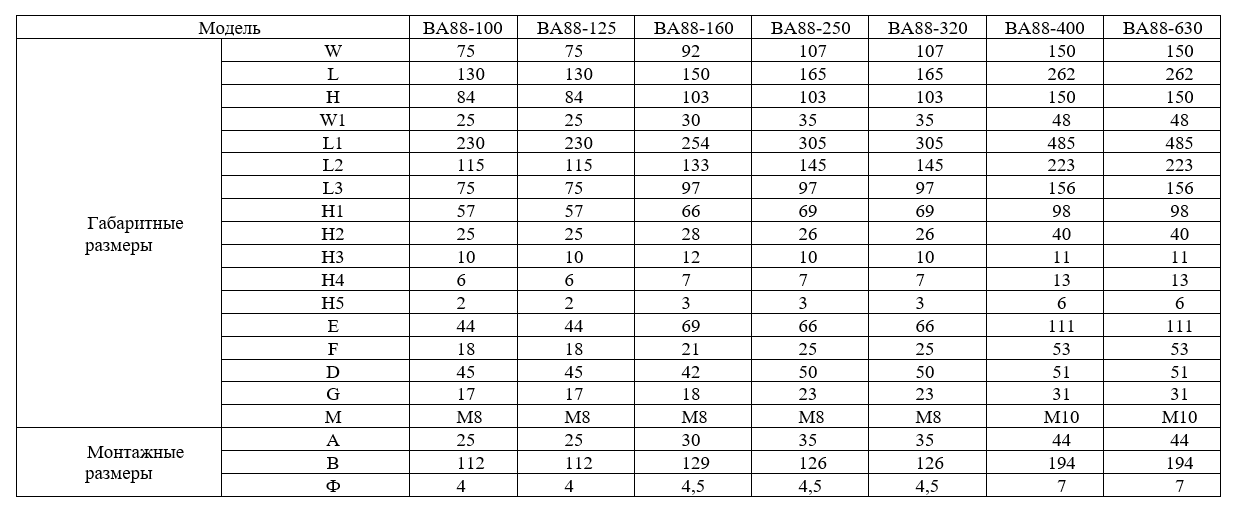 Модель ВА88-100 ВА88-125 ВА88-160 ВА88-250 ВА88-320 ВА88-400 ВА88-630
Габаритные размеры
W 75 75 92 107 107 150 150
L 130 130 150 165 165 262 262
H 84 84 103 103 103 150 150
W1 25 25 30 35 35 48 48
L1 230 230 254 305 305 485 485
L2 115 115 133 145 145 223 223
L3 75 75 97 97 97 156 156
H1 57 57 66 69 69 98 98
H2 25 25 28 26 26 40 40
H3 10 10 12 10 10 11 11
H4 6 6 7 7 7 13 13
H5 2 2 3 3 3 6 6
E 44 44 69 66 66 111 111
F 18 18 21 25 25 53 53
D 45 45 42 50 50 51 51
G 17 17 18 23 23 31 31
M M8 M8 M8 M8 M8 M10 M10
Монтажные размеры
A 25 25 30 35 35 44 44
B 112 112 129 126 126 194 194
Ф 4 4 4,5 4,5 4,5 7 7